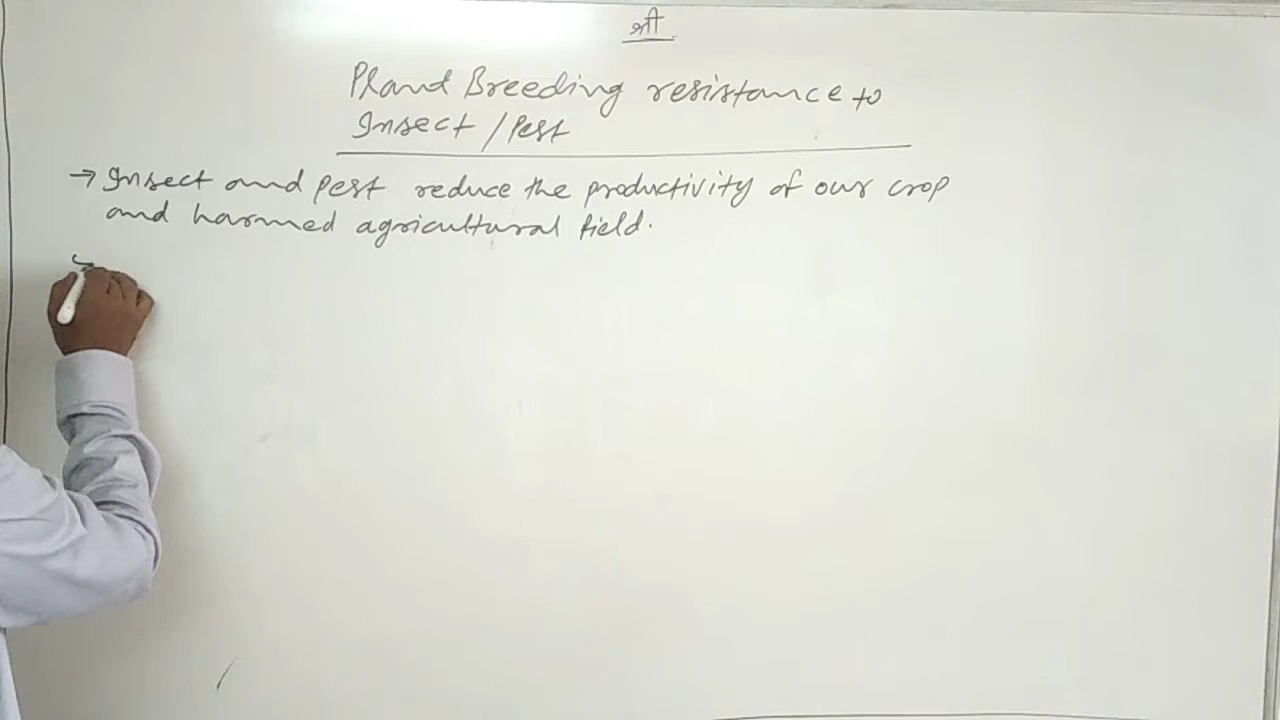 श्री
Plant Breeding resistance to
Insect / Pest
→ Insect and pest reduce the productivity of our crop
and harmed agricultural field.